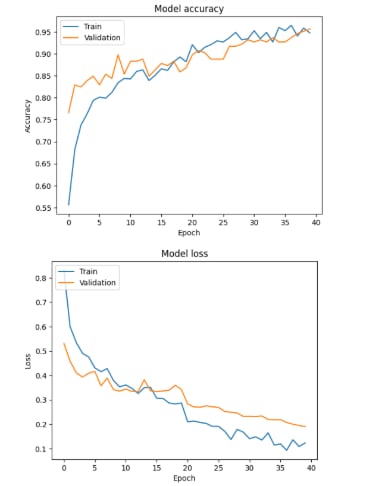 Model accuracy
Train
Validation
0.95
0.90
0.85
0.80
0.75
0.70
0.65
0.60
0.55
Accuracy
0 5 10 15 20 25 30 35 40
Epoch
Model loss
Train
Validation
0.8
0.7
0.6
0.5
0.4
0.3
0.2
0.1
Loss
0 5 10 15 20 25 30 35 40
Epoch